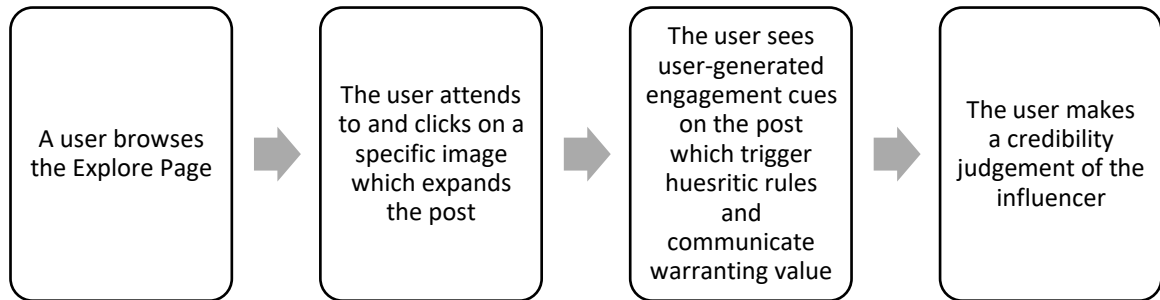 A user browses
the Explore Page
The user attends
to and clicks on a
specific image
which expands
the post
The user sees
user-generated
engagement cues
on the post
which trigger
huesritic rules
and
communicate
warranting value
The user makes
a credibility
judgement of the
influencer